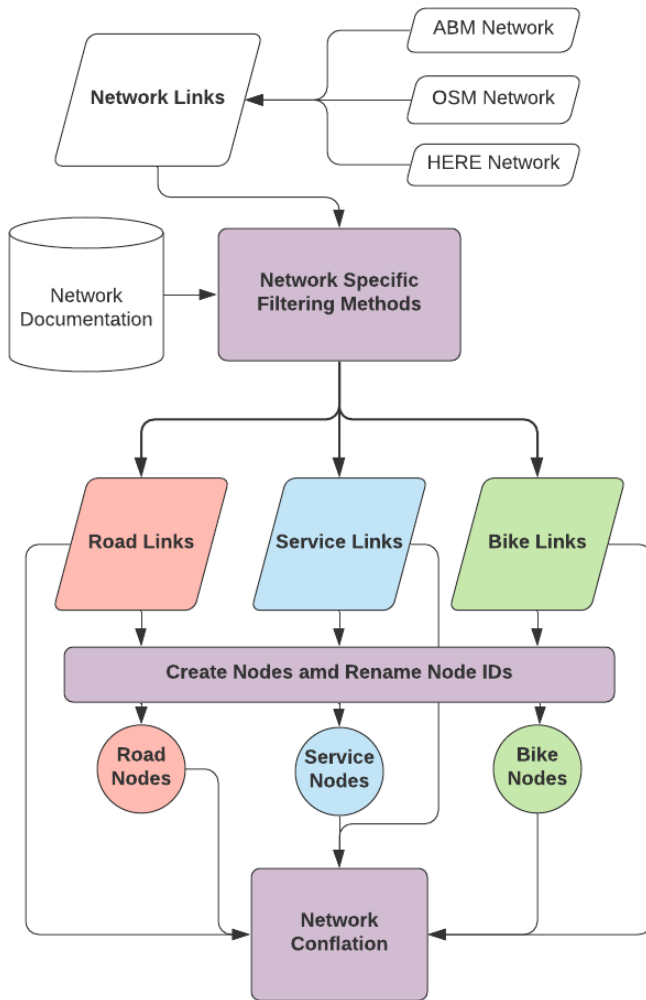 ABM Network
Network Links
OSM Network
HERE Network
Network Specific
Filtering Methods
Network
Documentation
Road Links
Service Links
Bike Links
Create Nodes amd Rename Node IDs
Road
Nodes
Service
Nodes
Bike
Nodes
Network
Conflation